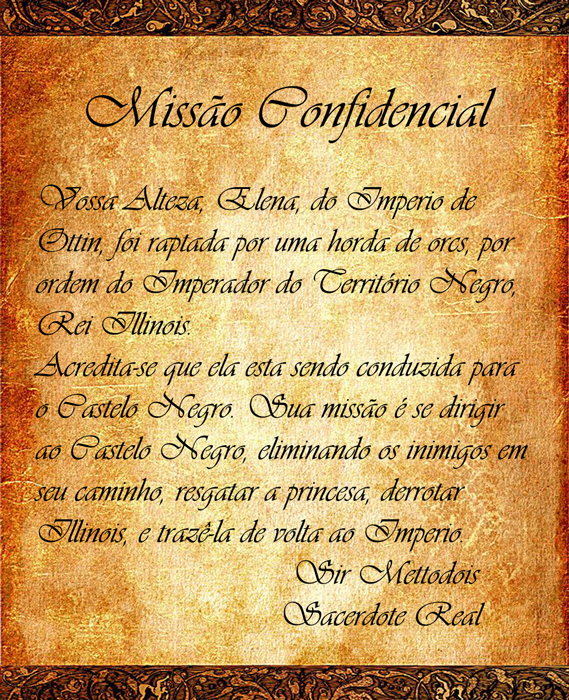 Missão Confidencial
Vossa Alteza, Elena, do Imperio de
Ottin, foi raptada por uma horda de orcs, por
ordem do Imperador do Território Negro,
Rei Illinois.
Acredita-se que ela esta sendo conduzida para
o Castelo Negro. Sua missão é se dirigir
ao Castelo Negro, eliminando os inimigos em
seu caminho, resgatar a princesa, derrotar
Illinois, e trazê-la de volta ao Imperio.
Sir Mettodois
Sacerdote Real